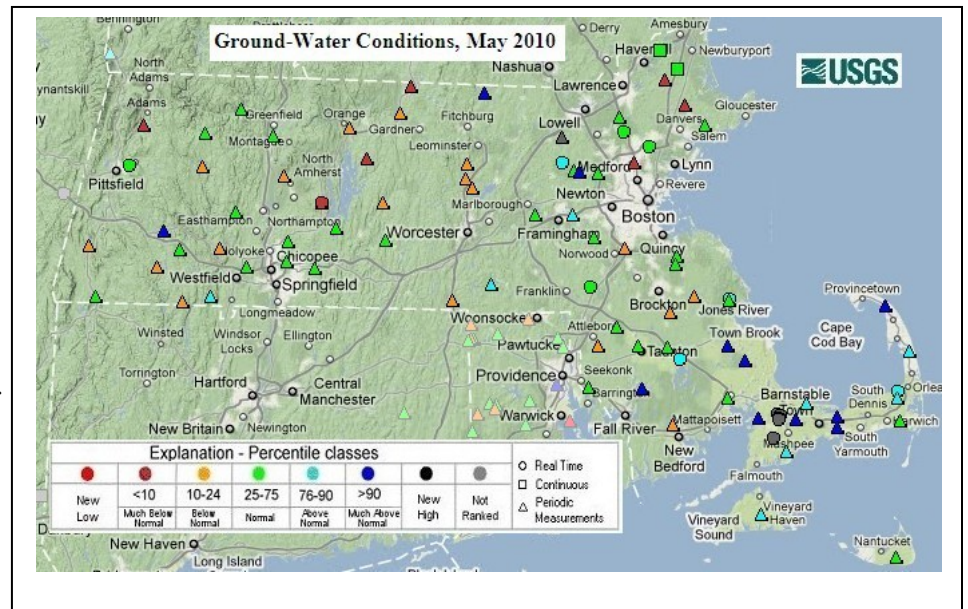 Ground-Water Conditions, May 2010
USGS
Bennington
Derry
Amesbury
Haverhill
Newburyport
Nashua
North
Adams
Lawrence
Adams
Greenfield
Orange
Gardner
Fitchburg
Lowell
Gloucester
Danvers
Salem
Montague
Leominster
North
Amherst
Medford
Lynn
Revere
Pittsfield
Newton
Marlborough
Boston
Easthampton
Northampton
Worcester
Framingham
Quincy
Norwood
Holyoke
Chicopee
Westfield
Springfield
Franklin
Brockton
Jones River
Provincetown
Longmeadow
Woonsocke
Attlebor
Town Brook
Cape
Cod Bay
Winsted
Windsor
Locks
Ellington
Pawtucke
Taunton
Torrington
Providence
Seekonk
Barnstable
Town
South
Dennis
Orlea
Hartford
Central
Manchester
Barrington
Warwick
Fall River
Mattapoisett
Harwich
New Britain
Newington
New
Bedford
Mashpee
South
Yarmouth
Falmouth
Vineyard
Haven
Vineyard
Sound
Nantucket
New Haven
Long Island
Explanation - Percentile classes
<10 10-24 25-75 76-90 >90
New
Low
Much Below
Normal
Below
Normal
Normal
Above
Normal
Much Above
Normal
New
High
Not
Ranked
Real Time
Continuous
Periodic
Measurements